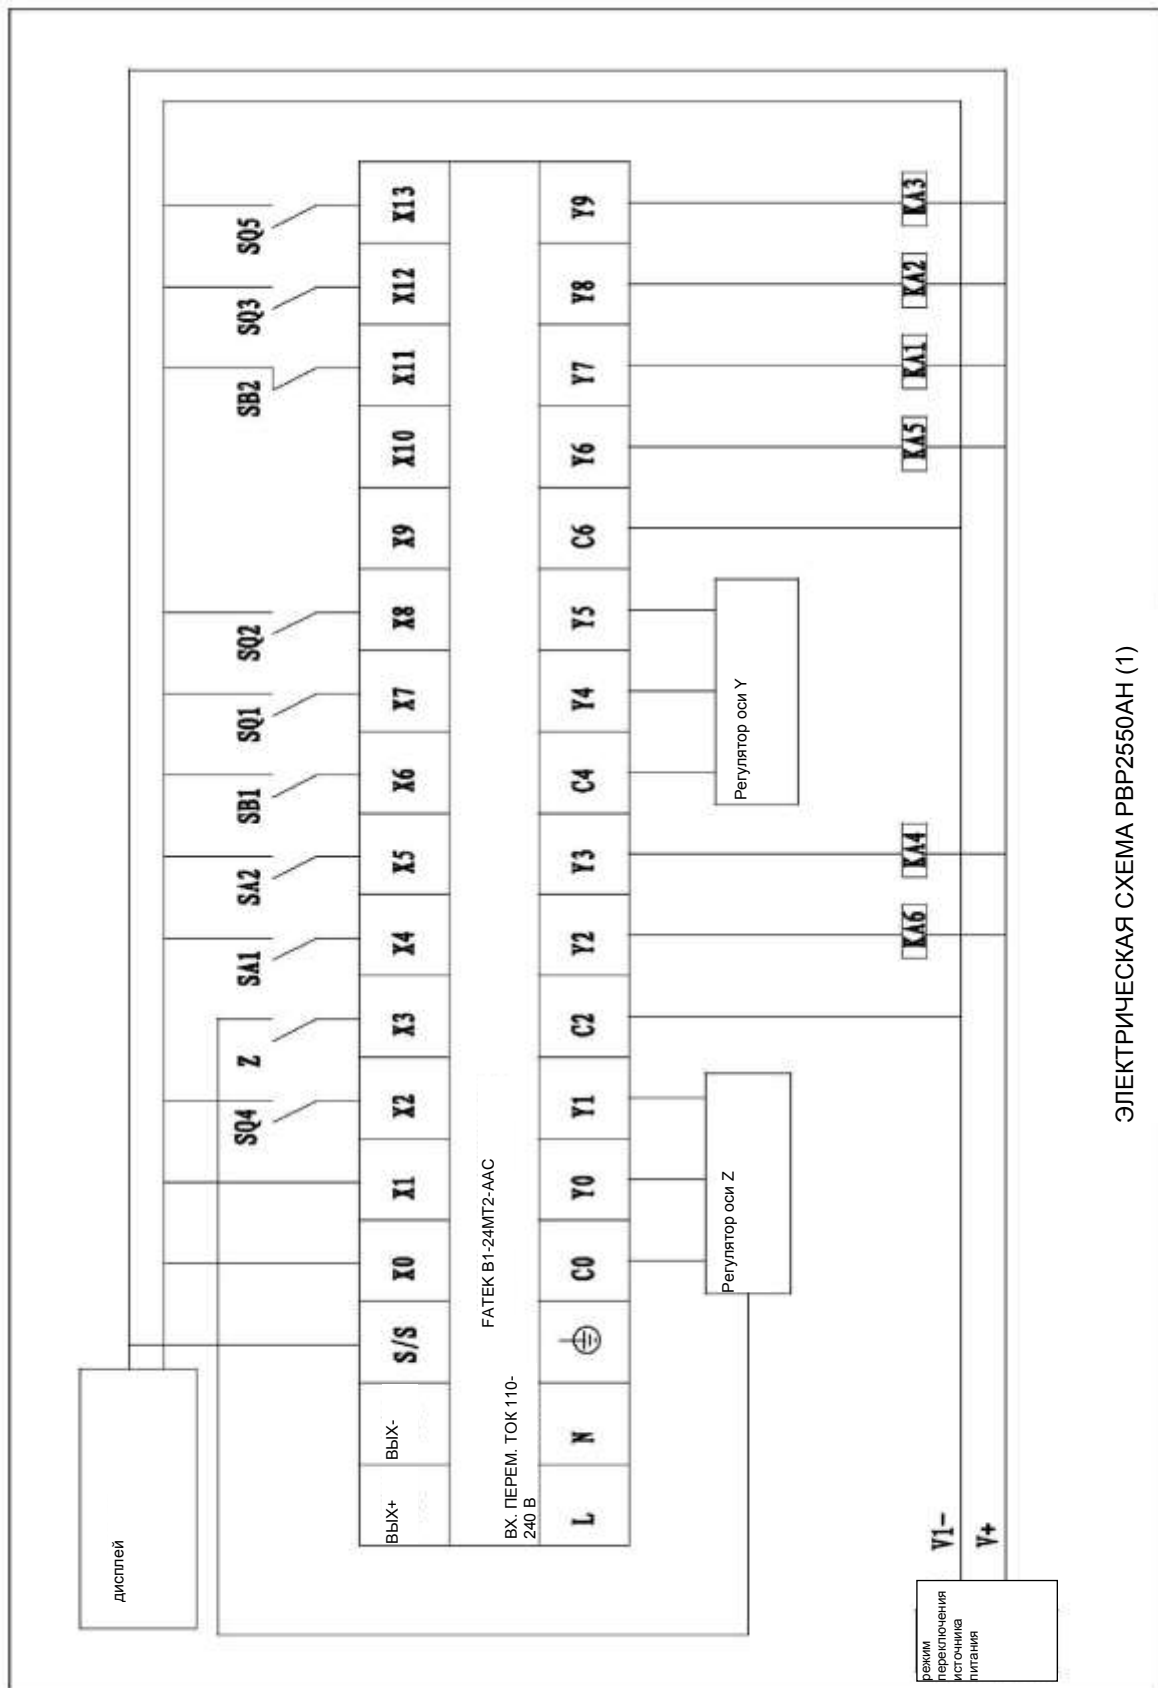 дисплей
SQ4
Z
SA1
SA2
SB1
SQ1
SQ2
SB2
SQ3
SQ5
ВЫХ+
ВЫХ-
S/S
X0
X1
X2
X3
X4
X5
X6
X7
X8
X9
X10
X11
X12
X13
ВХ. ПЕРЕМ. ТОК 110-
240 В
FATEK B1-24MT2-AAC
L
N
C0
Y0
Y1
C2
Y2
Y3
C4
Y4
Y5
C6
Y6
Y7
Y8
Y9
Регулятор оси Z
Регулятор оси Y
KA6
KA4
KA5
KA1
KA2
KA3
V1-
V+
режим
переключения
источника
питания
ЭЛЕКТРИЧЕСКАЯ СХЕМА PBP2550AH (1)